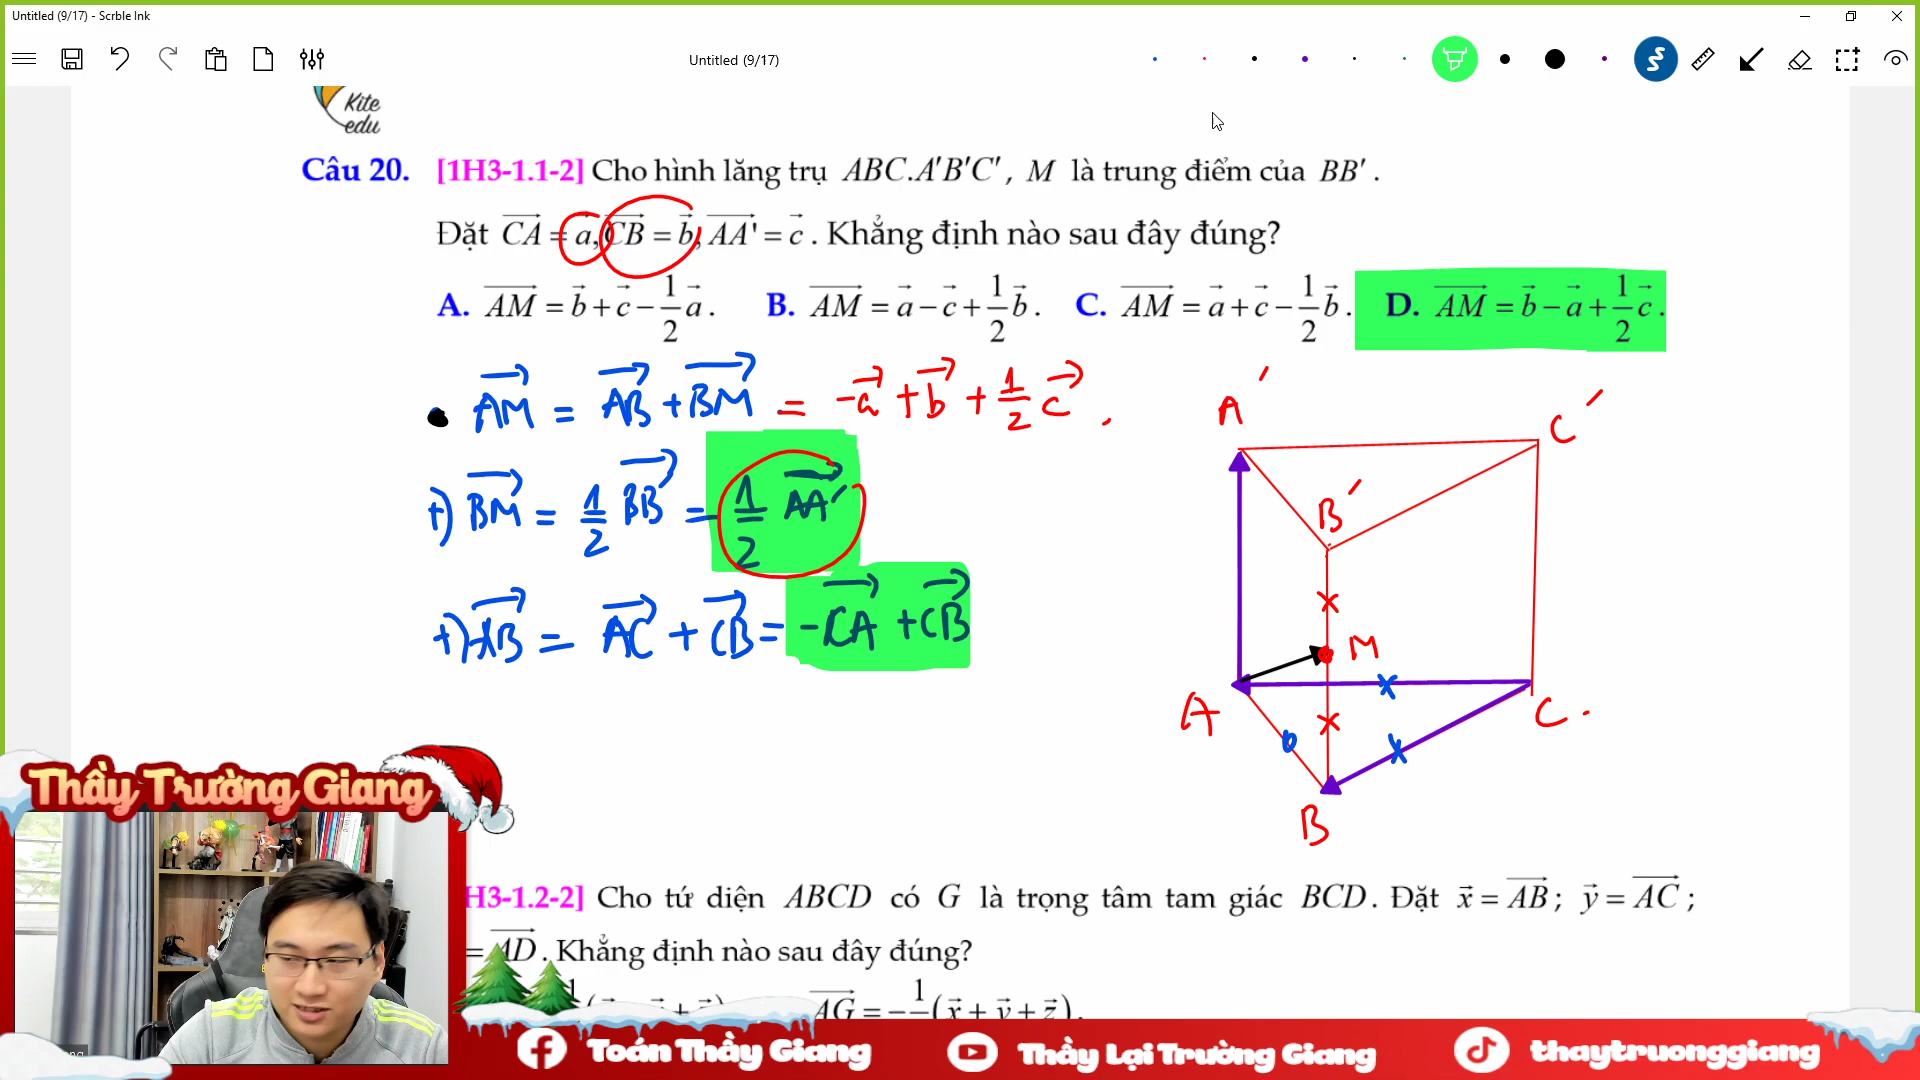 Untitled (9/17) - Scrble Ink
Untitled (9/17)
Kite
edu
Câu 20. [1H3-1.1-2] Cho hình lăng trụ ABC.A'B'C', M là trung điểm của BB'.
Đặt CA⃗ = a⃗, CB⃗ = b⃗, AA'⃗ = c⃗. Khẳng định nào sau đây đúng?
A. AM⃗ = b⃗ + c⃗ − 1/2 a⃗. B. AM⃗ = a⃗ − c⃗ + 1/2 b⃗. C. AM⃗ = a⃗ + c⃗ − 1/2 b⃗. D. AM⃗ = b⃗ − a⃗ + 1/2 c⃗.
AM⃗ = AB⃗ + BM⃗ = −a⃗ + b⃗ + 1/2 c⃗.
+) BM⃗ = 1/2 BB'⃗ = 1/2 AA'⃗
+) AB⃗ = AC⃗ + CB⃗ = −CA⃗ + CB⃗
A'
C'
B'
M
A
C
B
Thầy Trường Giang
H3-1.2-2] Cho tứ diện ABCD có G là trọng tâm tam giác BCD. Đặt x⃗ = AB⃗; y⃗ = AC⃗;
= AD⃗. Khẳng định nào sau đây đúng?
AG⃗ = −1 (x⃗ + y⃗ + z⃗).
Toán Thầy Giang
Thầy Lại Trường Giang
thaytruonggiang